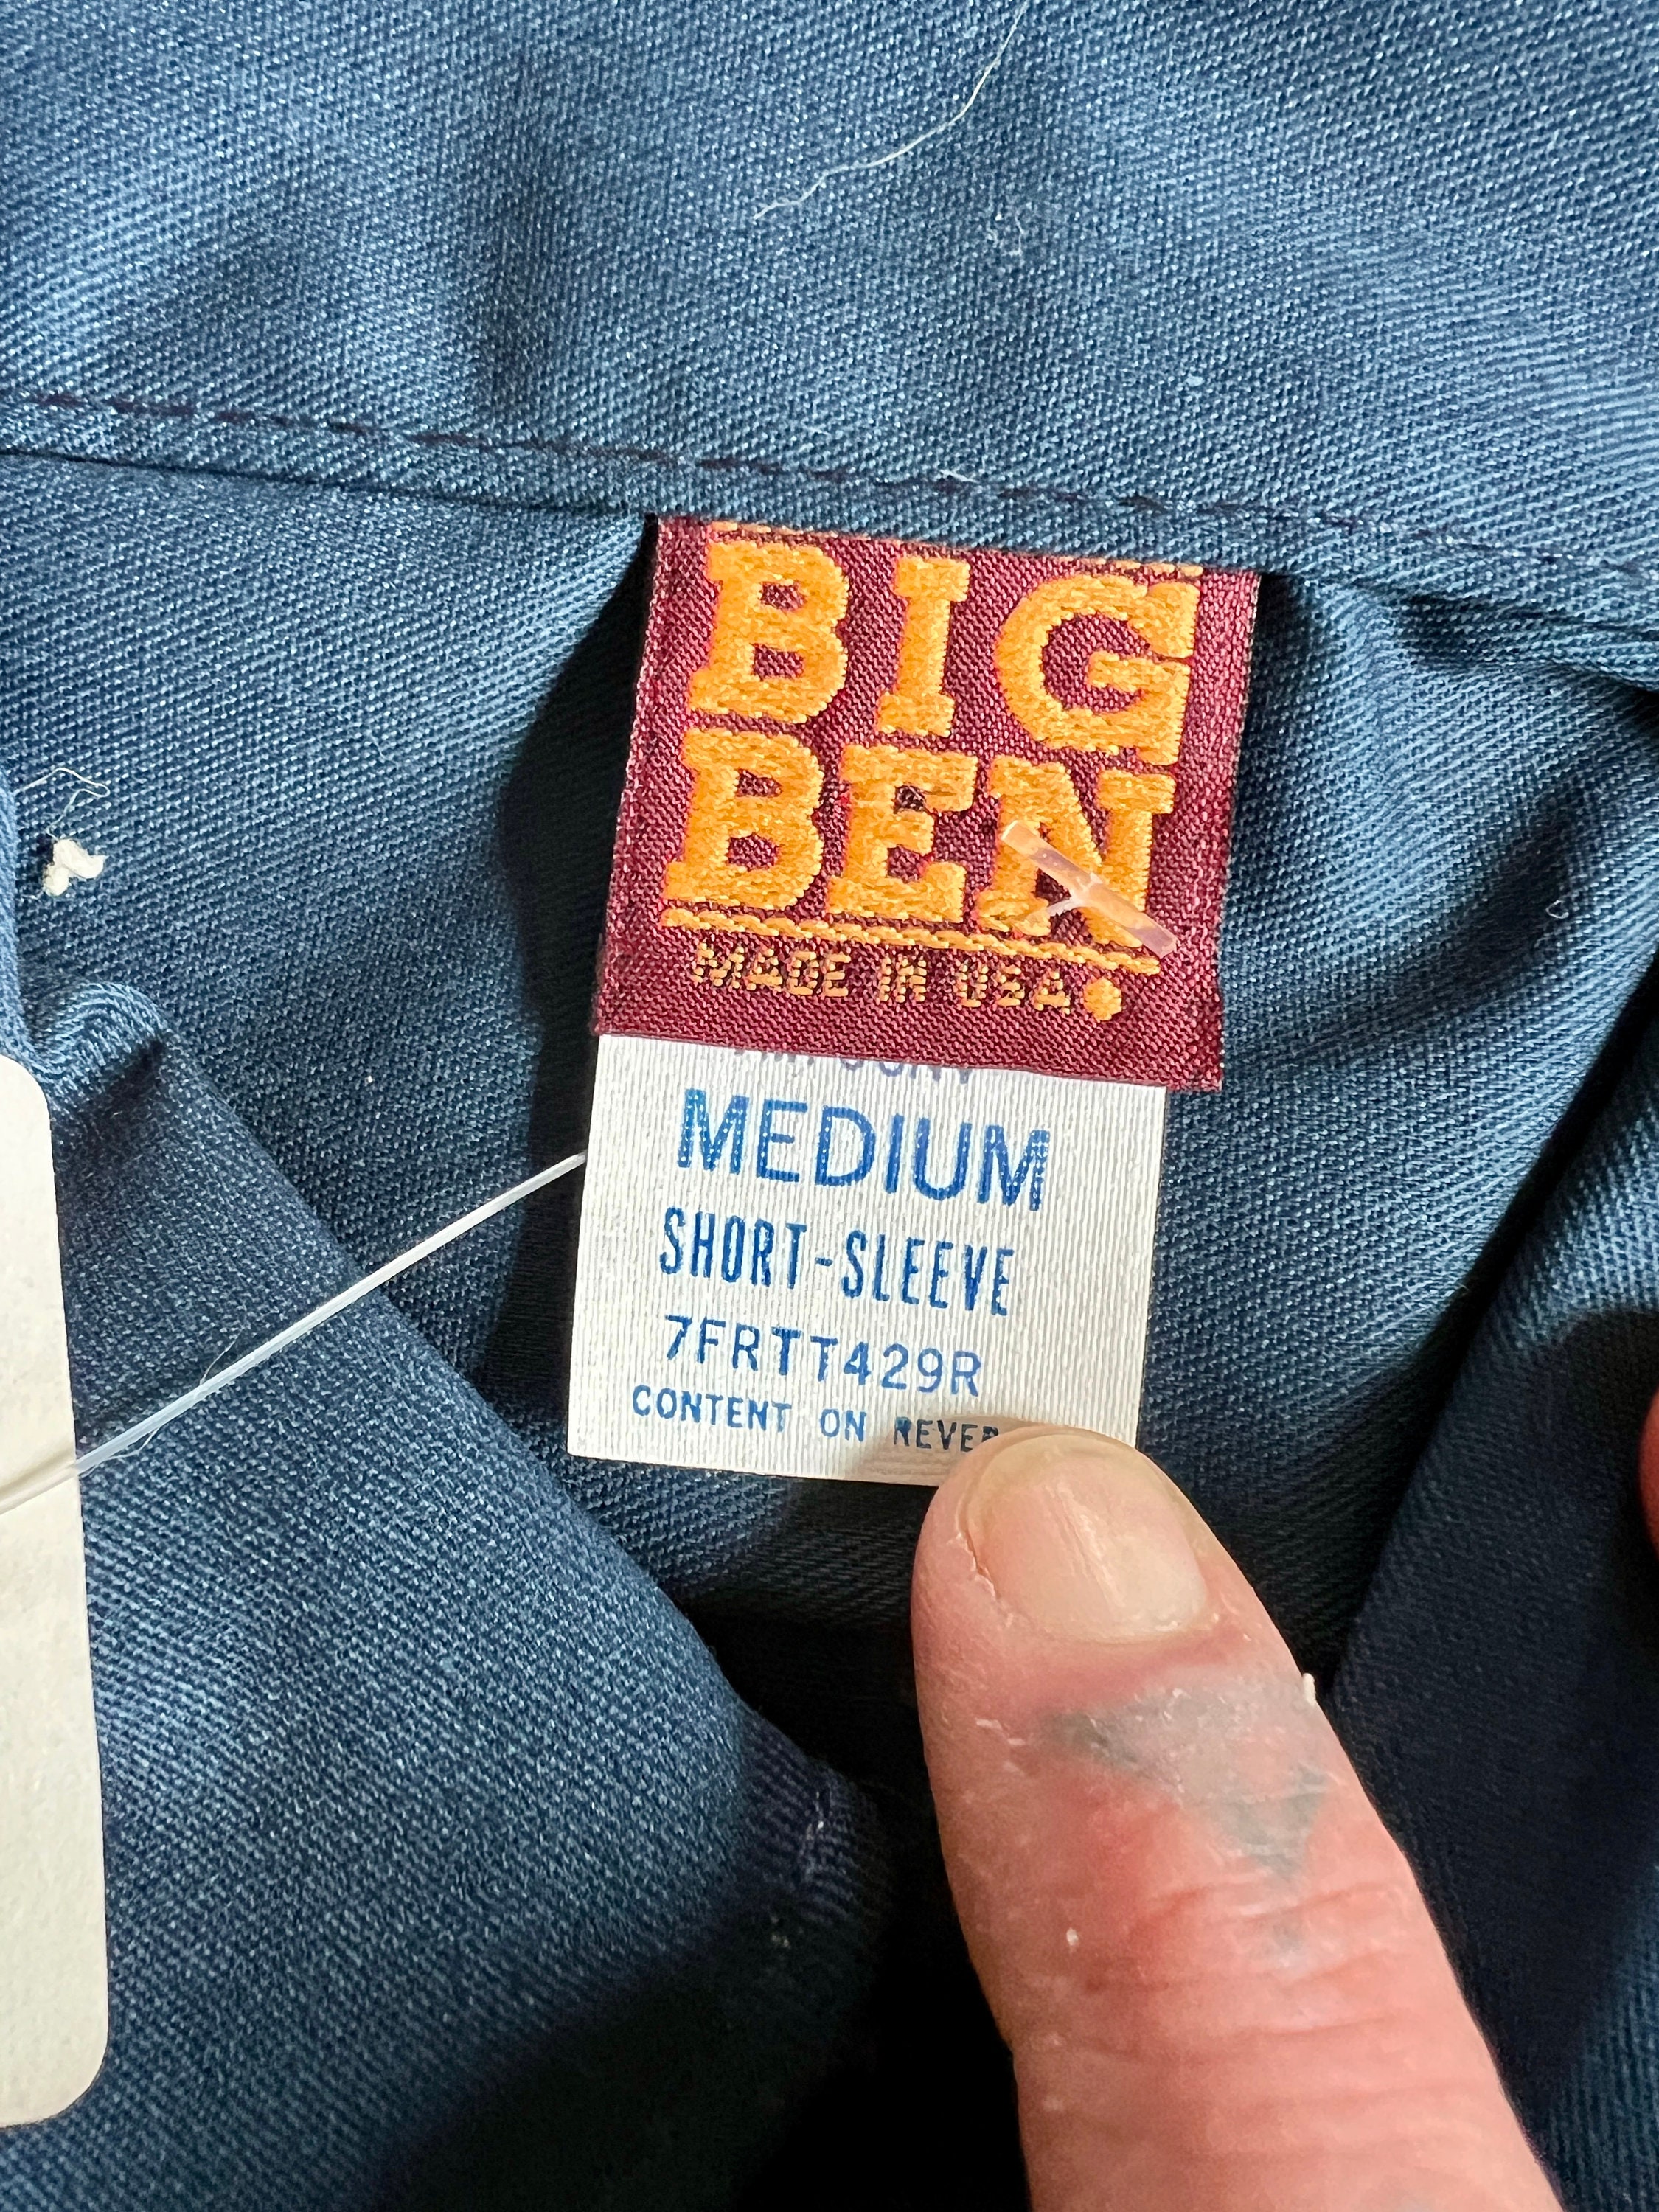 BIG
BEN
MADE IN USA
MEDIUM
SHORT-SLEEVE
7FRTT429R
CONTENT ON